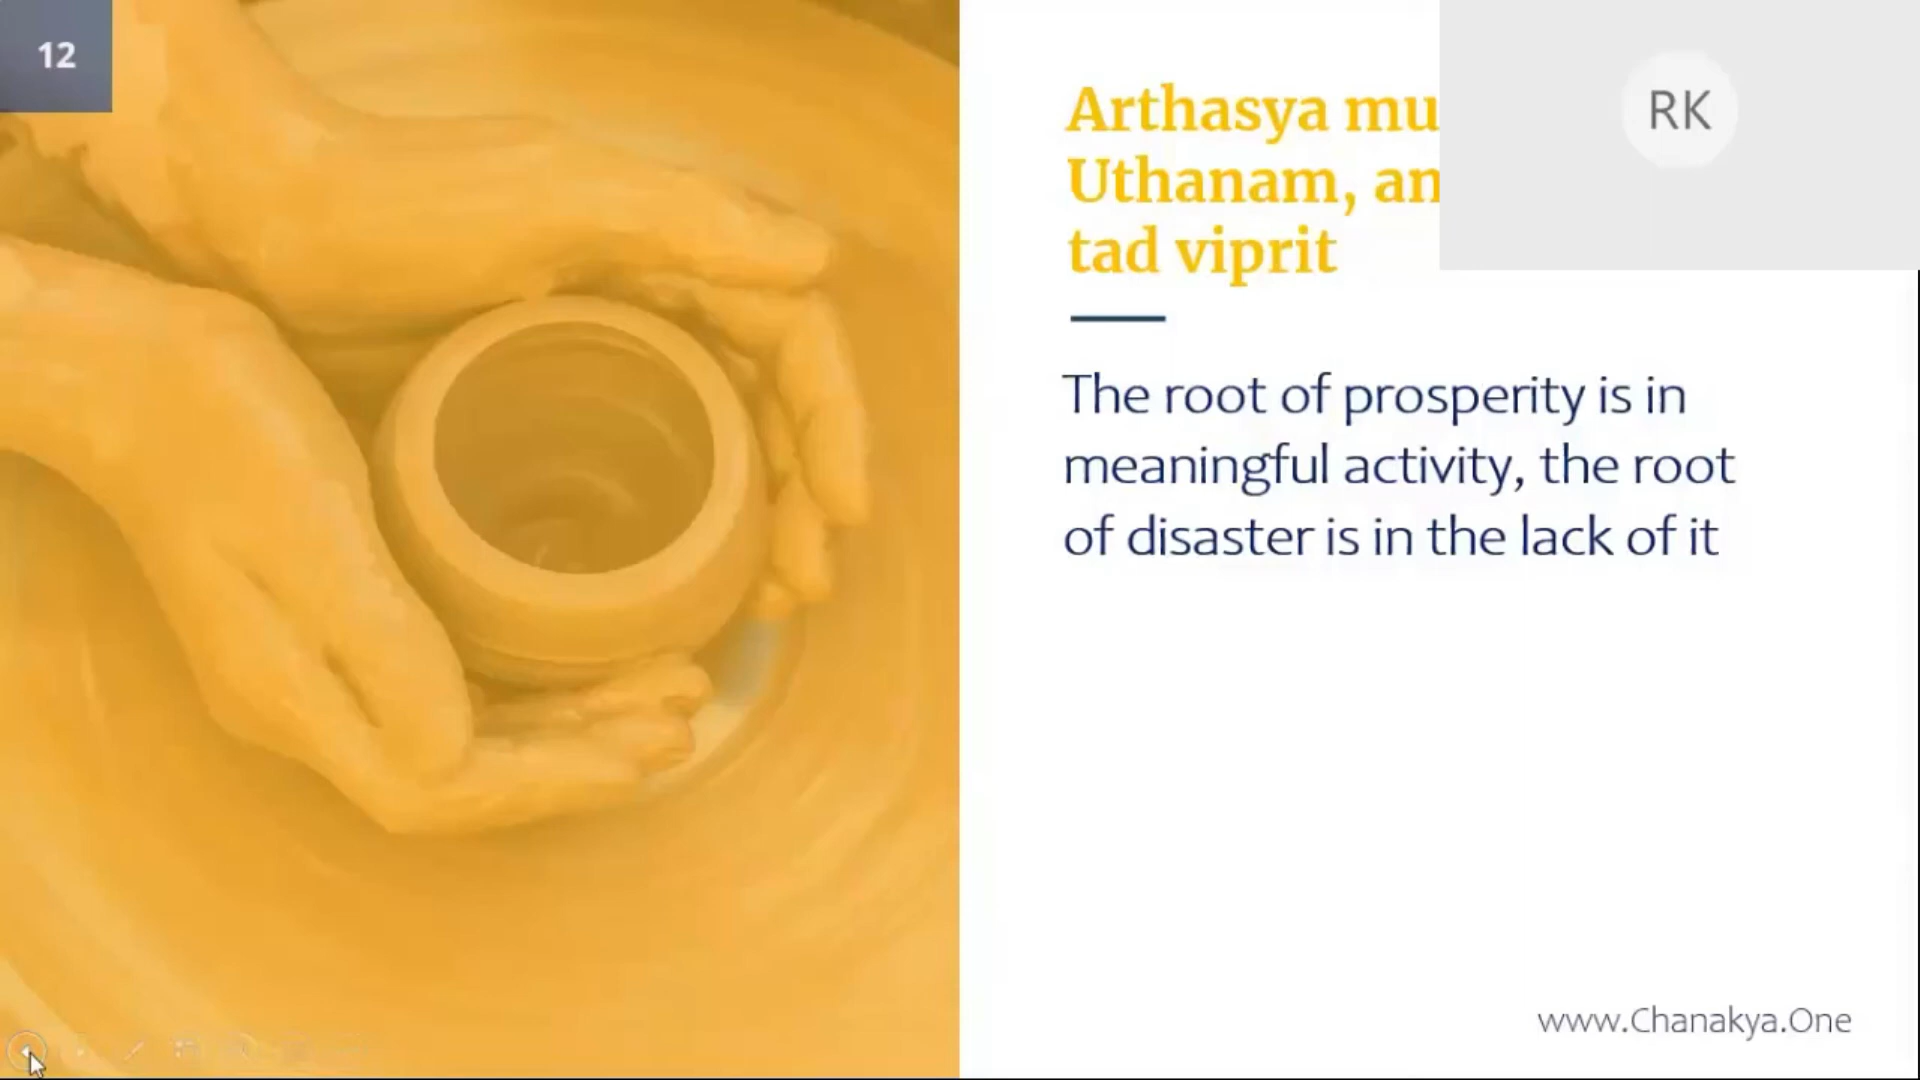 12
Arthasya mu
RK
Uthanam, an
tad viprit
The root of prosperity is in
meaningful activity, the root
of disaster is in the lack of it
www.Chanakya.One